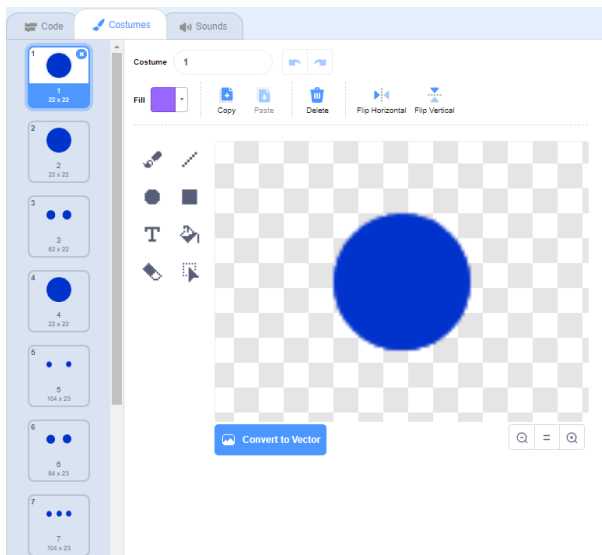 Code
Costumes
Sounds
1
1
22 x 22
2
2
22 x 22
3
3
62 x 22
4
4
22 x 22
5
5
104 x 23
6
6
64 x 23
7
7
104 x 23
Costume 1
Fill
Copy Paste Delete Flip Horizontal Flip Vertical
T
Convert to Vector
=